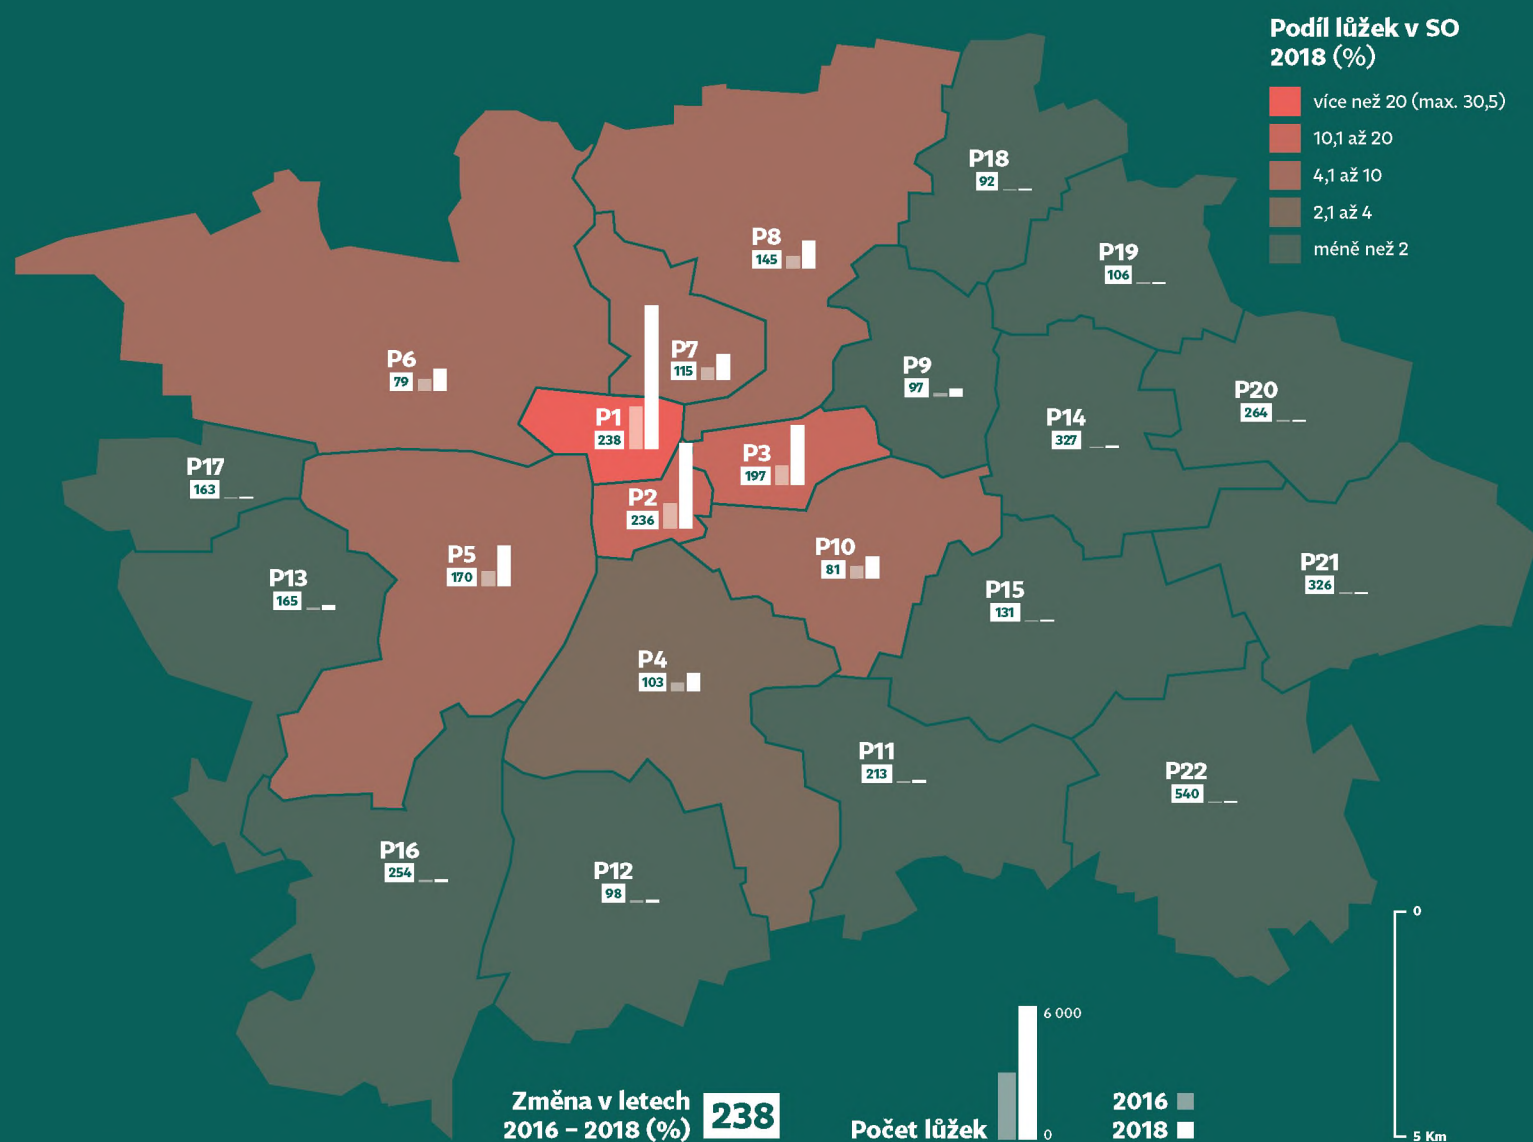 Podíl lůžek v SO
2018 (%)
více než 20 (max. 30,5)
10,1 až 20
4,1 až 10
2,1 až 4
méně než 2
P18
92
P8
145
P19
106
P7
115
P6
79
P9
97
P20
264
P1
238
P14
327
P3
197
P17
163
P2
236
P5
170
P10
81
P21
326
P13
165
P15
131
P4
103
P11
213
P22
540
P16
254
P12
98
0
5 Km
Změna v letech
2016 – 2018 (%)
238
Počet lůžek
6 000
0
2016
2018